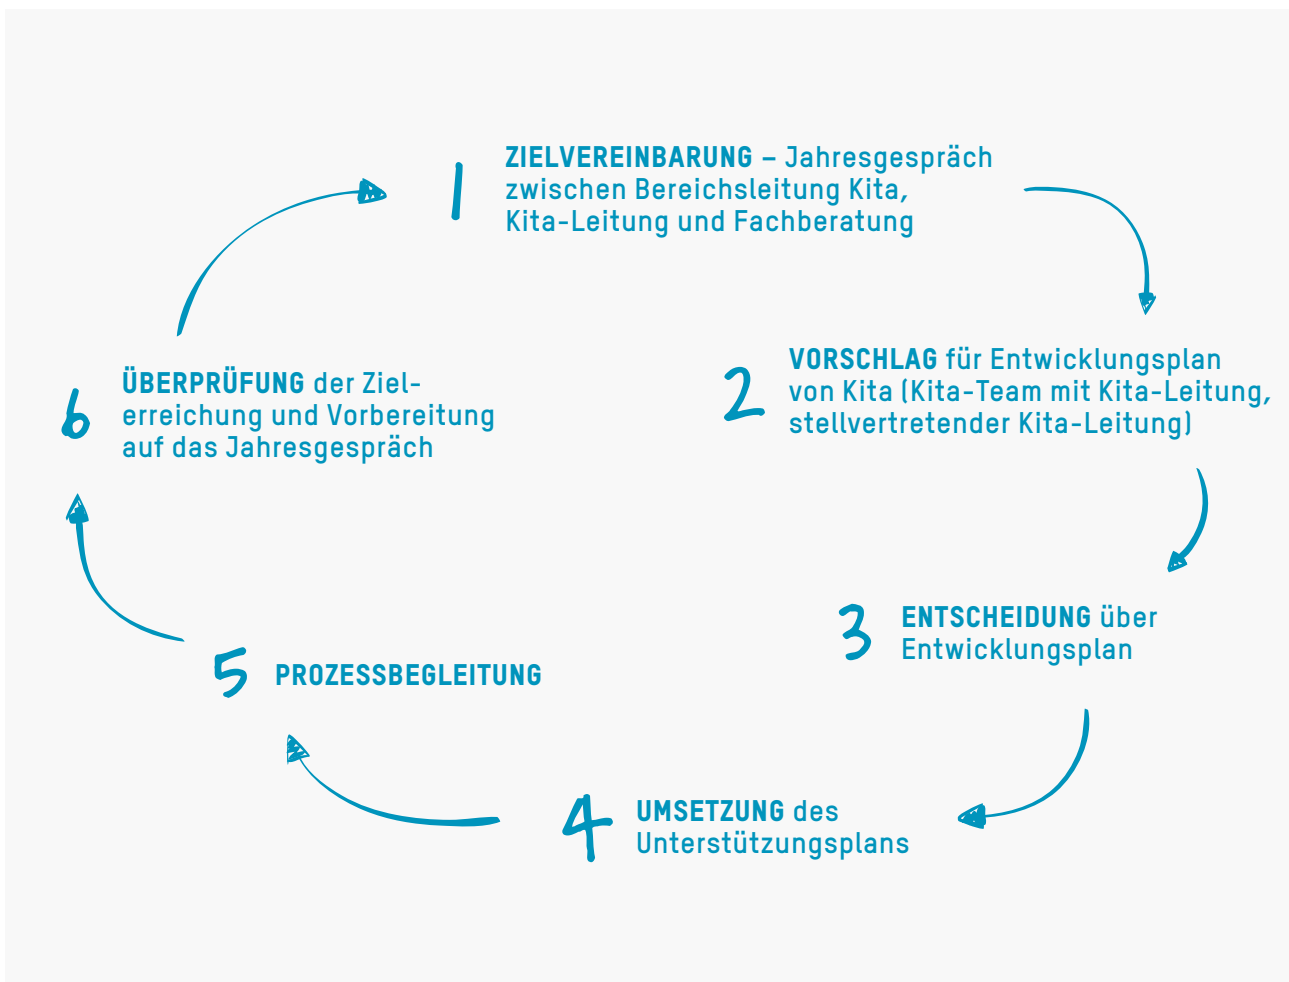 1
ZIELVEREINBARUNG – Jahresgespräch
zwischen Bereichsleitung Kita,
Kita-Leitung und Fachberatung
2
VORSCHLAG für Entwicklungsplan
von Kita (Kita-Team mit Kita-Leitung,
stellvertretender Kita-Leitung)
3
ENTSCHEIDUNG über
Entwicklungsplan
4
UMSETZUNG des
Unterstützungsplans
5
PROZESSBEGLEITUNG
6
ÜBERPRÜFUNG der Ziel-
erreichung und Vorbereitung
auf das Jahresgespräch